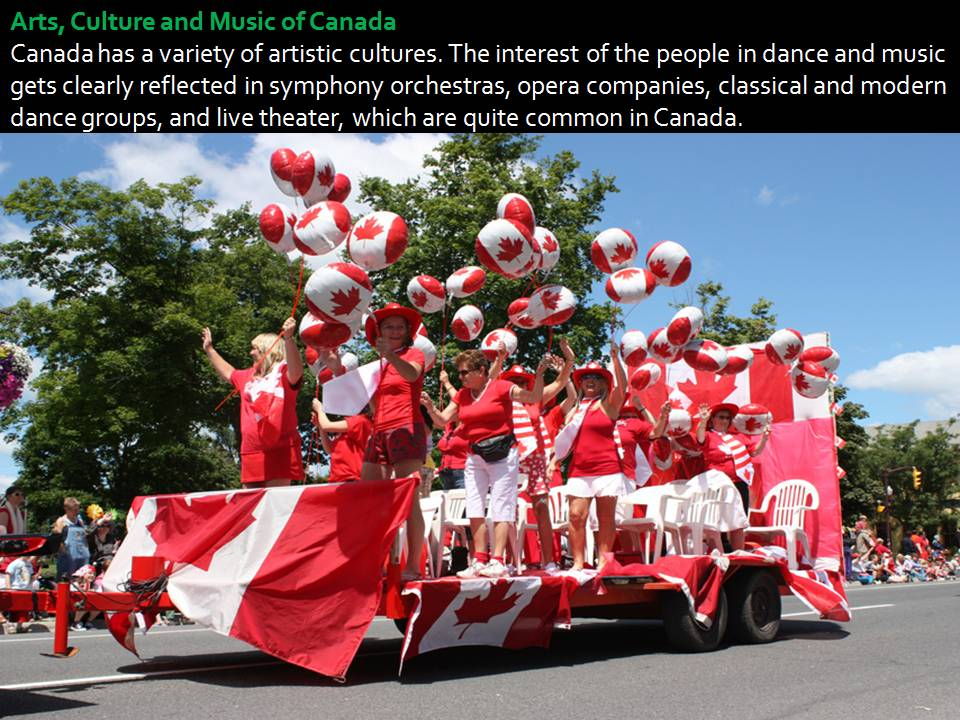 Arts, Culture and Music of Canada
Canada has a variety of artistic cultures. The interest of the people in dance and music
gets clearly reflected in symphony orchestras, opera companies, classical and modern
dance groups, and live theater, which are quite common in Canada.